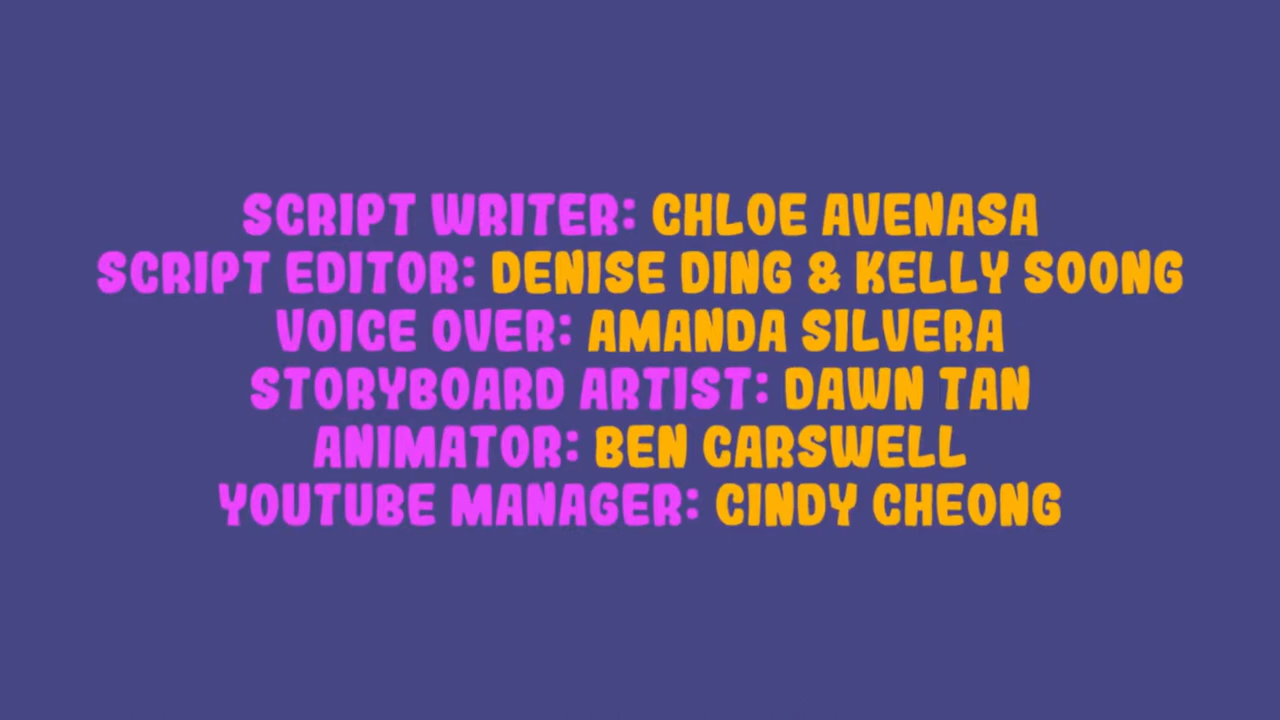 SCRIPT WRITER: CHLOE AVENASA
SCRIPT EDITOR: DENISE DING & KELLY SOONG
VOICE OVER: AMANDA SILVERA
STORYBOARD ARTIST: DAWN TAN
ANIMATOR: BEN CARSWELL
YOUTUBE MANAGER: CINDY CHEONG